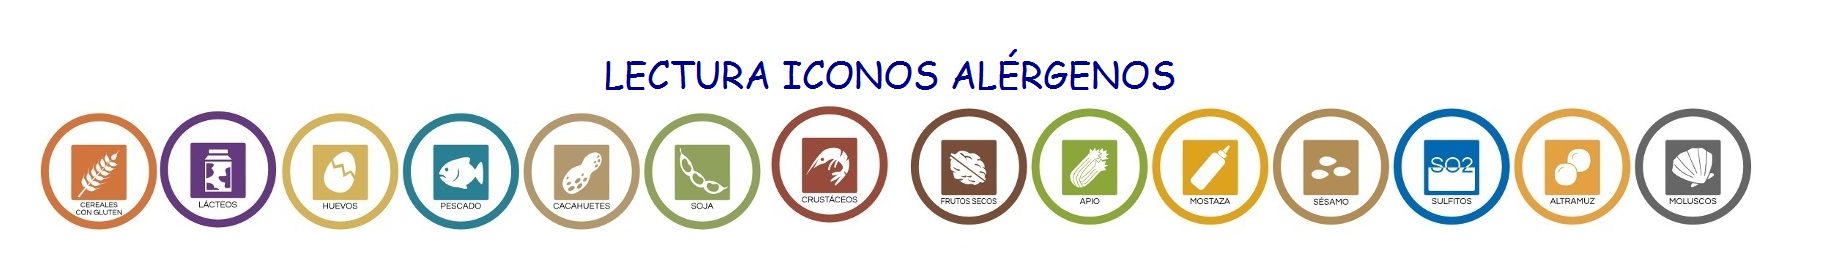 LECTURA ICONOS ALÉRGENOS
CEREALES
CON GLUTEN
LÁCTEOS
HUEVOS
PESCADO
CACAHUETES
SOJA
CRUSTÁCEOS
FRUTOS SECOS
APIO
MOSTAZA
SÉSAMO
SO2
SULFITOS
ALTRAMUZ
MOLUSCOS